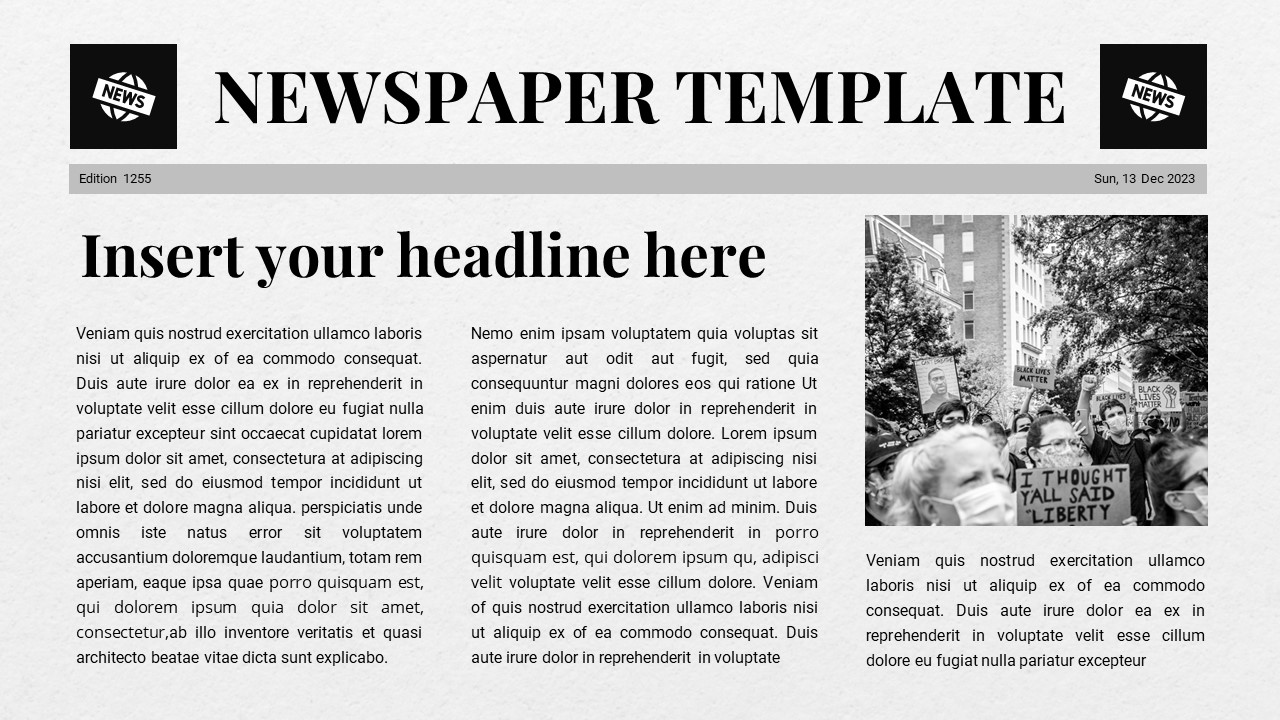 NEWS
NEWSPAPER TEMPLATE
NEWS
Edition 1255
Sun, 13 Dec 2023
Insert your headline here
Veniam quis nostrud exercitation ullamco laboris
nisi ut aliquip ex of ea commodo consequat.
Duis aute irure dolor ea ex in reprehenderit in
voluptate velit esse cillum dolore eu fugiat nulla
pariatur excepteur sint occaecat cupidatat lorem
ipsum dolor sit amet, consectetura at adipiscing
nisi elit, sed do eiusmod tempor incididunt ut
labore et dolore magna aliqua. perspiciatis unde
omnis iste natus error sit voluptatem
accusantium doloremque laudantium, totam rem
aperiam, eaque ipsa quae porro quisquam est,
qui dolorem ipsum quia dolor sit amet,
consectetur,ab illo inventore veritatis et quasi
architecto beatae vitae dicta sunt explicabo.
Nemo enim ipsam voluptatem quia voluptas sit
aspernatur aut odit aut fugit, sed quia
consequuntur magni dolores eos qui ratione Ut
enim duis aute irure dolor in reprehenderit in
voluptate velit esse cillum dolore. Lorem ipsum
dolor sit amet, consectetura at adipiscing nisi
elit, sed do eiusmod tempor incididunt ut labore
et dolore magna aliqua. Ut enim ad minim. Duis
aute irure dolor in reprehenderit in porro
quisquam est, qui dolorem ipsum qu, adipisci
velit voluptate velit esse cillum dolore. Veniam
of quis nostrud exercitation ullamco laboris nisi
ut aliquip ex of ea commodo consequat. Duis
aute irure dolor in reprehenderit in voluptate
BLACK LIVES
MATTER
BLACK LIVES
BLACK
LIVES
MATTER
I THOUGHT
Y'ALL SAID
"LIBERTY
Veniam quis nostrud exercitation ullamco
laboris nisi ut aliquip ex of ea commodo
consequat. Duis aute irure dolor ea ex in
reprehenderit in voluptate velit esse cillum
dolore eu fugiat nulla pariatur excepteur